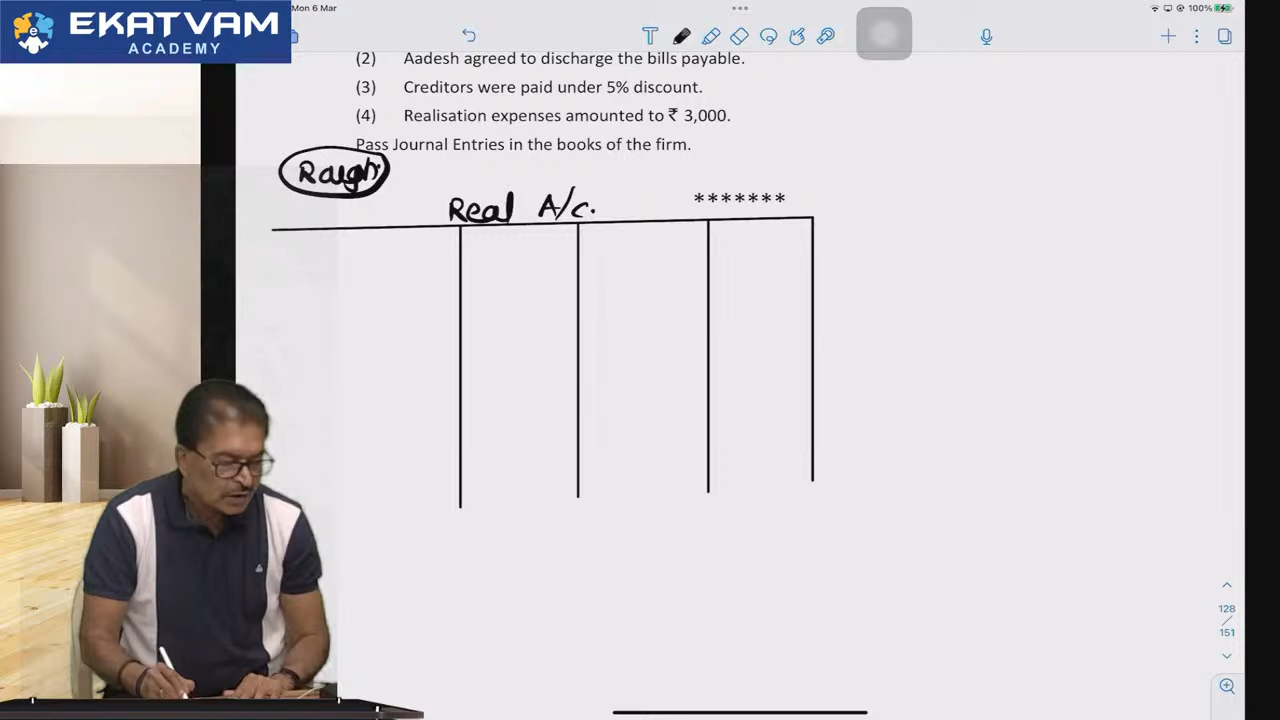 EKATVAM
ACADEMY
Mon 6 Mar
100%
(2) Aadesh agreed to discharge the bills payable.
(3) Creditors were paid under 5% discount.
(4) Realisation expenses amounted to ₹ 3,000.
Pass Journal Entries in the books of the firm.
Rough
Real A/c.
*******
128
151